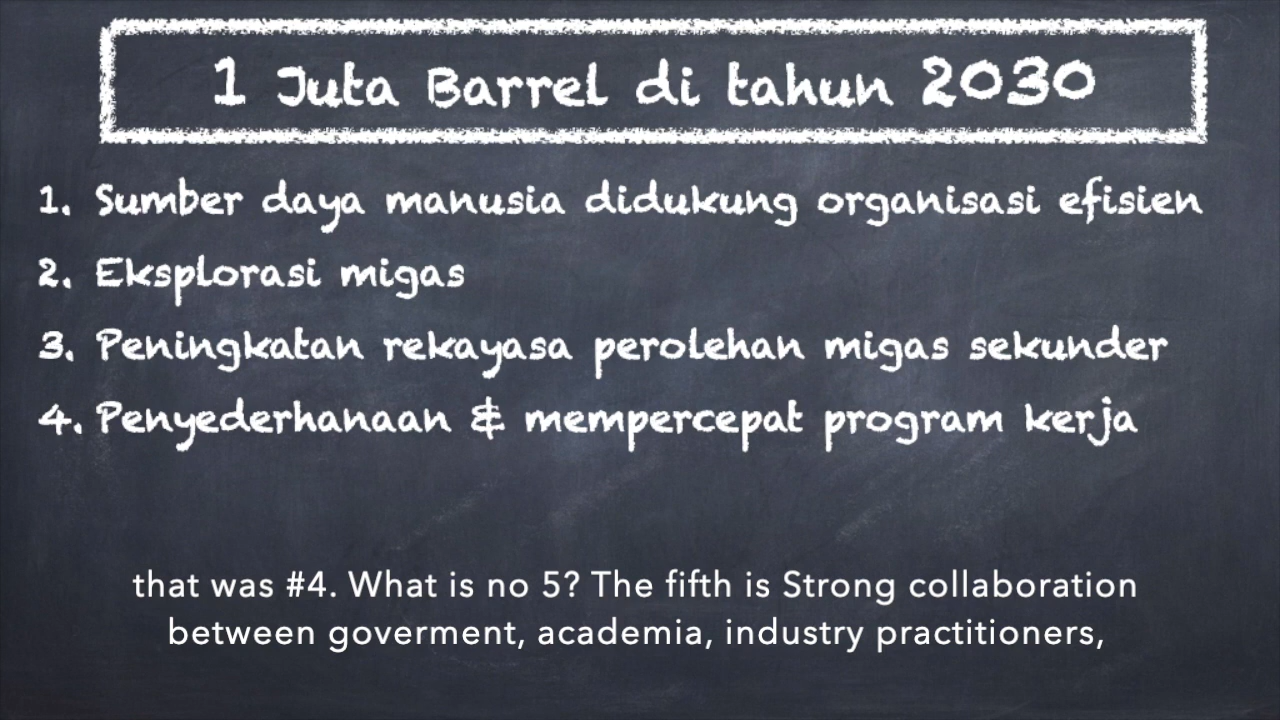 1 Juta Barrel di tahun 2030
1. Sumber daya manusia didukung organisasi efisien
2. Eksplorasi migas
3. Peningkatan rekayasa perolehan migas sekunder
4. Penyederhanaan & mempercepat program kerja
that was #4. What is no 5? The fifth is Strong collaboration
between goverment, academia, industry practitioners,